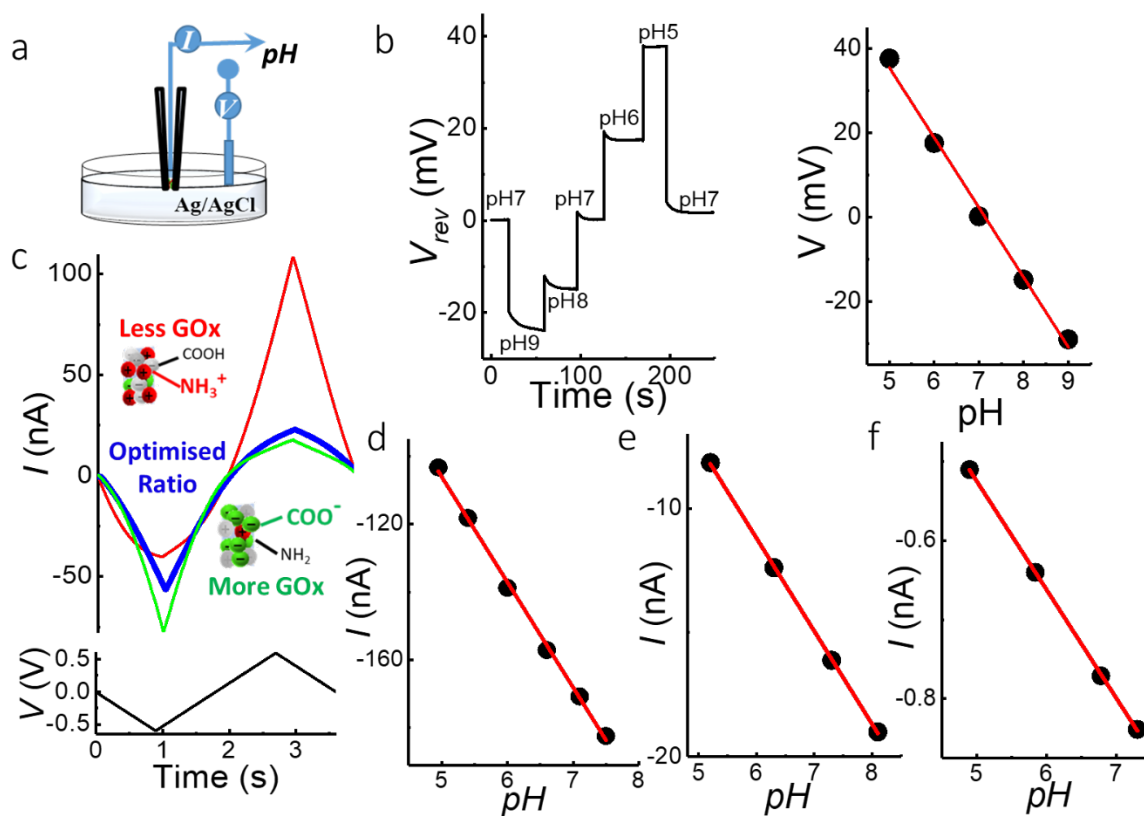 a
I
pH
V
Ag/AgCl
b
40
20
0
-20
V_rev (mV)
pH7
pH9
pH8
pH7
pH6
pH5
pH7
0
100
200
Time (s)
40
20
0
-20
V (mV)
5
6
7
8
9
pH
c
100
50
0
-50
I (nA)
Less GOx
COOH
NH₃⁺
Optimised
Ratio
COO⁻
NH₂
More GOx
0.5
0.0
-0.5
V (V)
0
1
2
3
Time (s)
d
-120
-160
I (nA)
5
6
7
8
pH
e
-10
-20
I (nA)
5
6
7
8
pH
f
-0.6
-0.8
I (nA)
5
6
7
pH